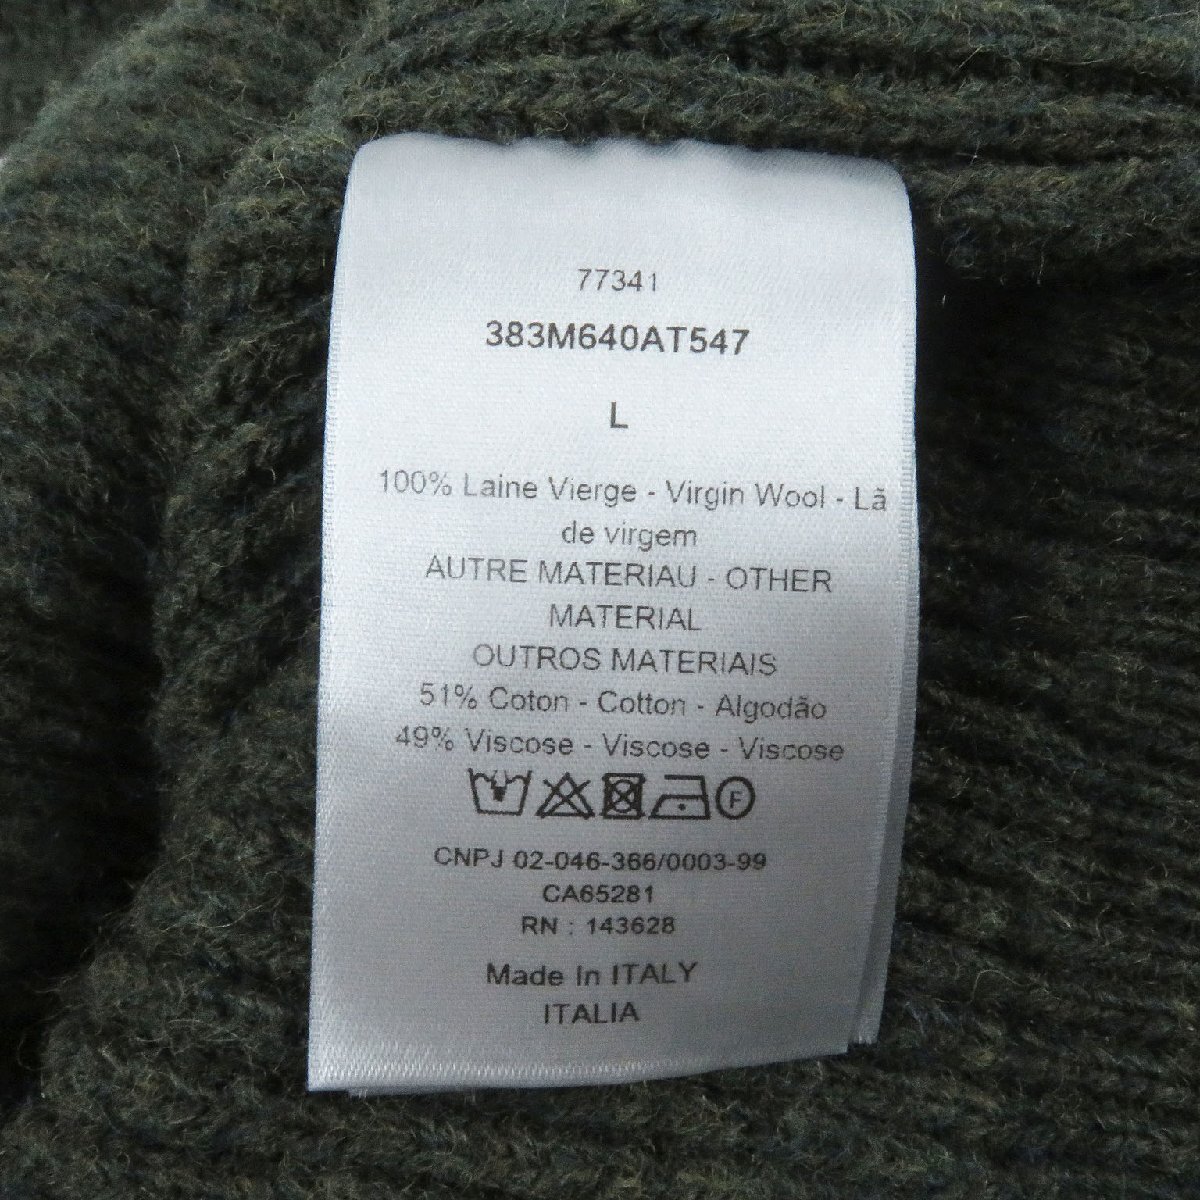 77341
383M640AT547
L
100% Laine Vierge - Virgin Wool - Lã
de virgem
AUTRE MATERIAU - OTHER
MATERIAL
OUTROS MATERIAIS
51% Coton - Cotton - Algodão
49% Viscose - Viscose - Viscose
F
CNPJ 02-046-366/0003-99
CA65281
RN : 143628
Made In ITALY
ITALIA